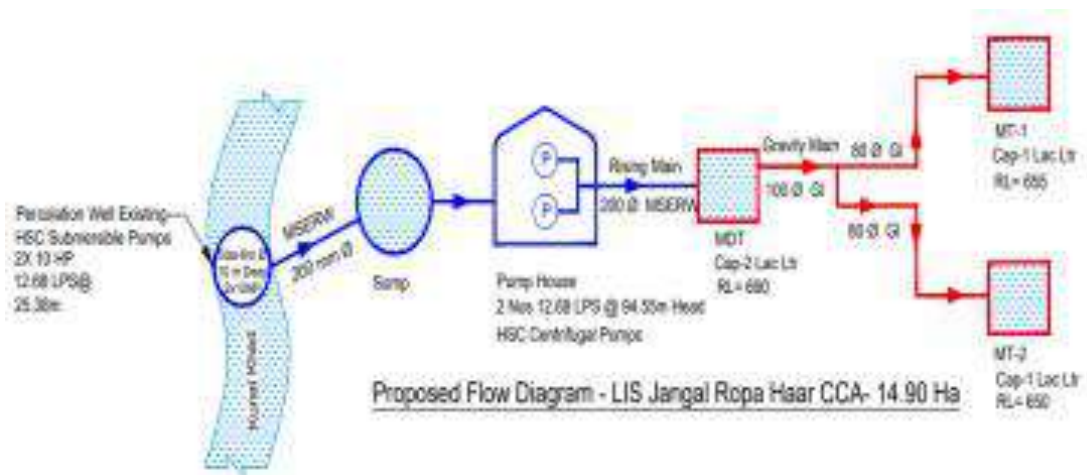 Percolation Well Existing
HSC Submersible Pumps
2X 10 HP
12.68 LPS@
25.38m
10 m Deep
MSERW
200 mm Ø
Sump
P
P
Pump House
2 Nos 12.68 LPS @ 94.55m Head
HSC Centrifugal Pumps
Rising Main
200 Ø MSERW
MDT
Cap-2 Lac Ltr
RL= 690
Gravity Main
100 Ø GI
80 Ø GI
80 Ø GI
MT-1
Cap-1 Lac Ltr
RL= 655
MT-2
Cap-1 Lac Ltr
RL= 650
Khad
Proposed Flow Diagram - LIS Jangal Ropa Haar CCA- 14.90 Ha